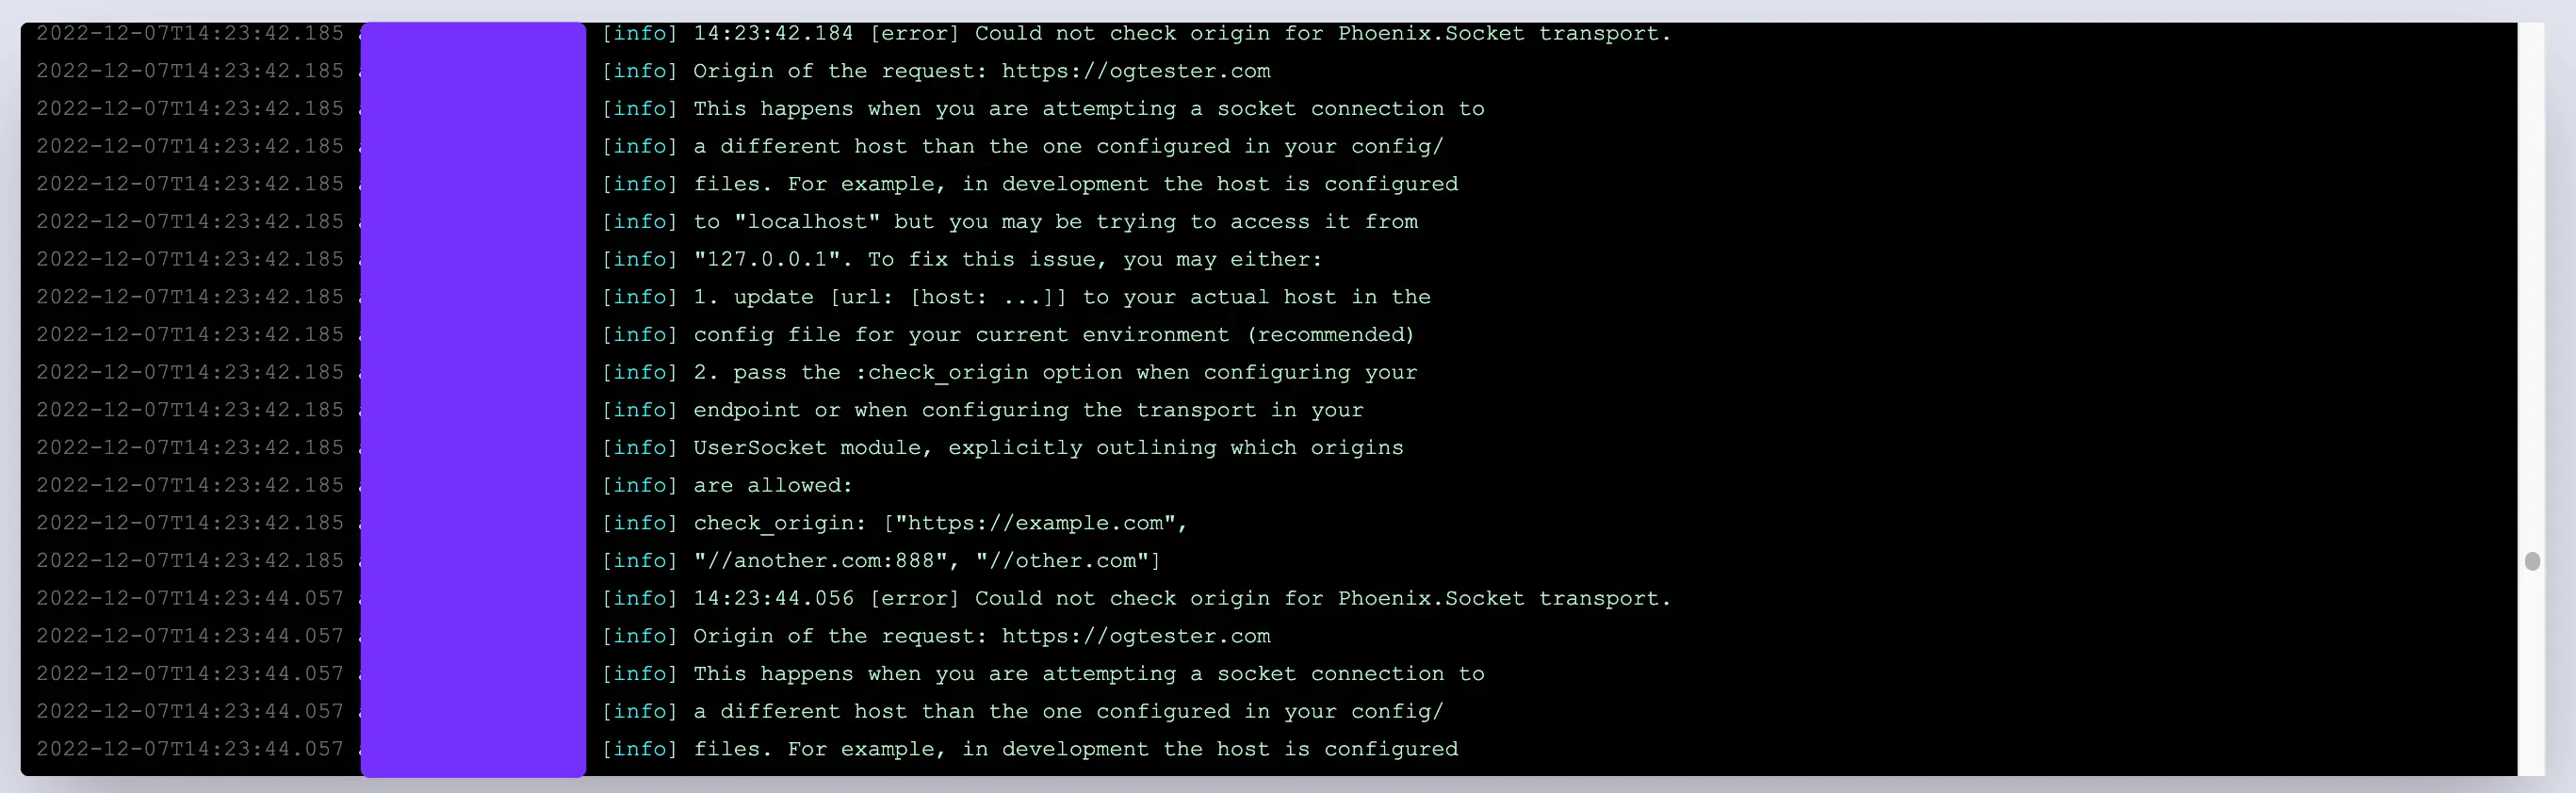 2022-12-07T14:23:42.185 [info] 14:23:42.184 [error] Could not check origin for Phoenix.Socket transport.
2022-12-07T14:23:42.185 [info] Origin of the request: https://ogtester.com
2022-12-07T14:23:42.185 [info] This happens when you are attempting a socket connection to
2022-12-07T14:23:42.185 [info] a different host than the one configured in your config/
2022-12-07T14:23:42.185 [info] files. For example, in development the host is configured
2022-12-07T14:23:42.185 [info] to "localhost" but you may be trying to access it from
2022-12-07T14:23:42.185 [info] "127.0.0.1". To fix this issue, you may either:
2022-12-07T14:23:42.185 [info] 1. update [url: [host: ...]] to your actual host in the
2022-12-07T14:23:42.185 [info] config file for your current environment (recommended)
2022-12-07T14:23:42.185 [info] 2. pass the :check_origin option when configuring your
2022-12-07T14:23:42.185 [info] endpoint or when configuring the transport in your
2022-12-07T14:23:42.185 [info] UserSocket module, explicitly outlining which origins
2022-12-07T14:23:42.185 [info] are allowed:
2022-12-07T14:23:42.185 [info] check_origin: ["https://example.com",
2022-12-07T14:23:42.185 [info] "//another.com:888", "//other.com"]
2022-12-07T14:23:44.057 [info] 14:23:44.056 [error] Could not check origin for Phoenix.Socket transport.
2022-12-07T14:23:44.057 [info] Origin of the request: https://ogtester.com
2022-12-07T14:23:44.057 [info] This happens when you are attempting a socket connection to
2022-12-07T14:23:44.057 [info] a different host than the one configured in your config/
2022-12-07T14:23:44.057 [info] files. For example, in development the host is configured